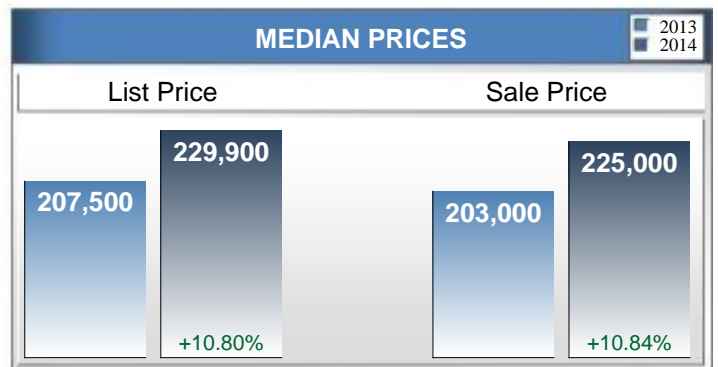 MEDIAN PRICES
2013
2014
List Price
Sale Price
207,500
229,900
+10.80%
203,000
225,000
+10.84%